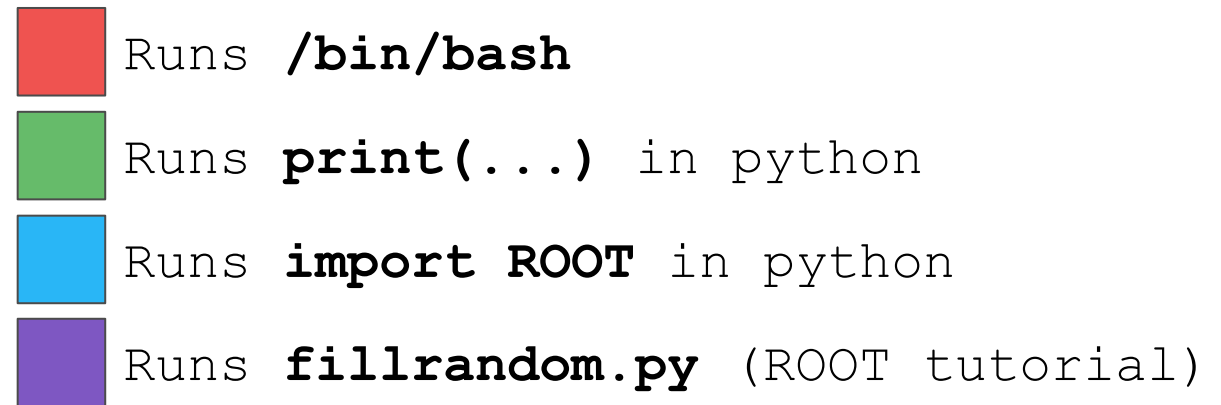 Runs /bin/bash
Runs print(...) in python
Runs import ROOT in python
Runs fillrandom.py (ROOT tutorial)